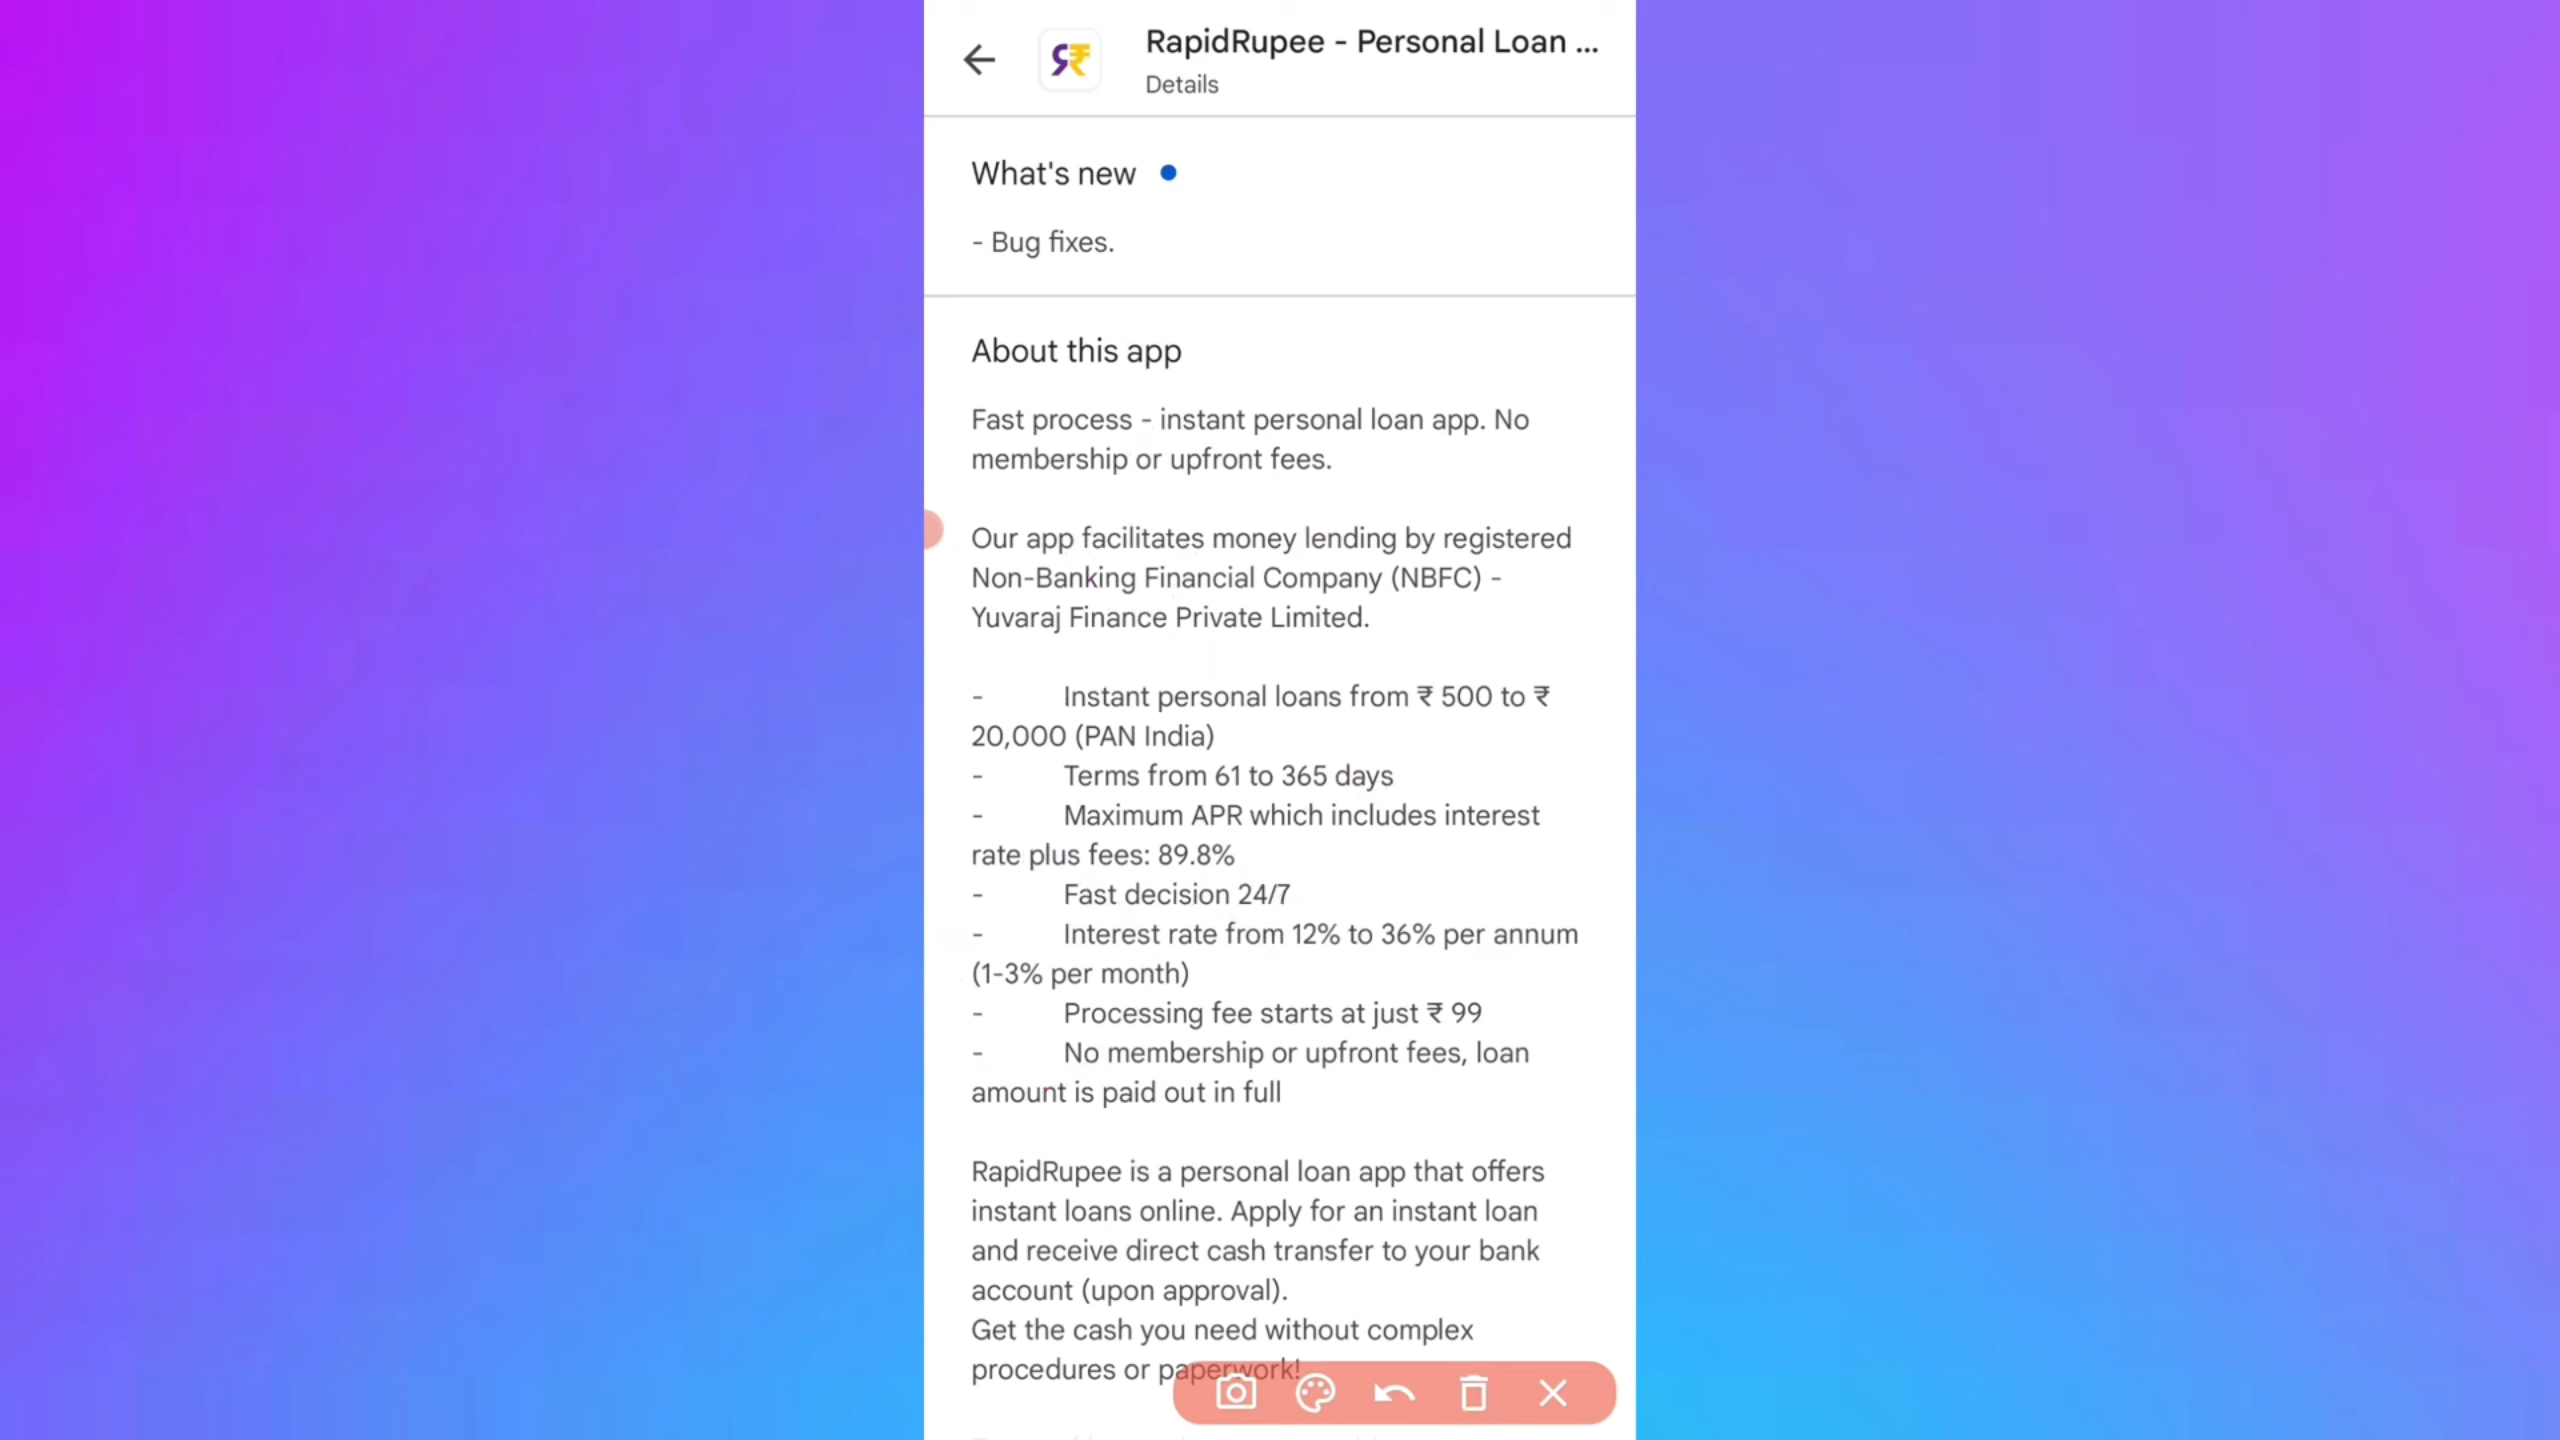 RapidRupee - Personal Loan ...
Details
What's new
- Bug fixes.
About this app
Fast process - instant personal loan app. No
membership or upfront fees.
Our app facilitates money lending by registered
Non-Banking Financial Company (NBFC) -
Yuvaraj Finance Private Limited.
- Instant personal loans from ₹ 500 to ₹
20,000 (PAN India)
- Terms from 61 to 365 days
- Maximum APR which includes interest
rate plus fees: 89.8%
- Fast decision 24/7
- Interest rate from 12% to 36% per annum
(1-3% per month)
- Processing fee starts at just ₹ 99
- No membership or upfront fees, loan
amount is paid out in full
RapidRupee is a personal loan app that offers
instant loans online. Apply for an instant loan
and receive direct cash transfer to your bank
account (upon approval).
Get the cash you need without complex
procedures or paperwork!